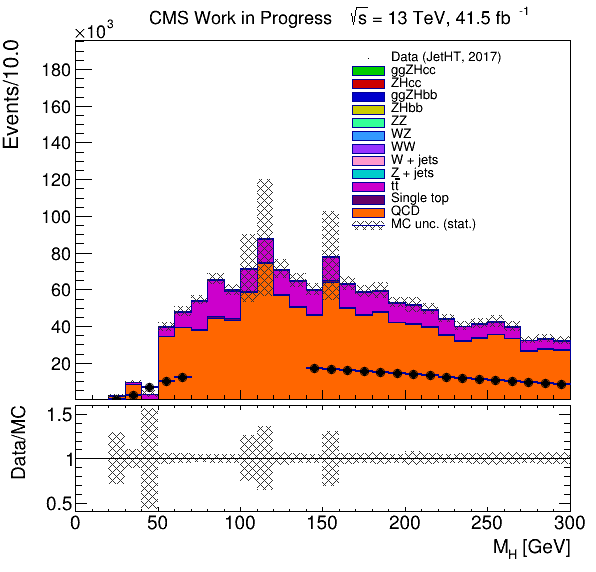 CMS Work in Progress √s = 13 TeV, 41.5 fb⁻¹
×10³
Events/10.0
180
160
140
120
100
80
60
40
20
Data (JetHT, 2017)
ggZHcc
ZHcc
ggZHbb
ZHbb
ZZ
WZ
WW
W + jets
Z + jets
tt̅
Single top
QCD
MC unc. (stat.)
Data/MC
1.5
1
0.5
0 50 100 150 200 250 300
M_H [GeV]